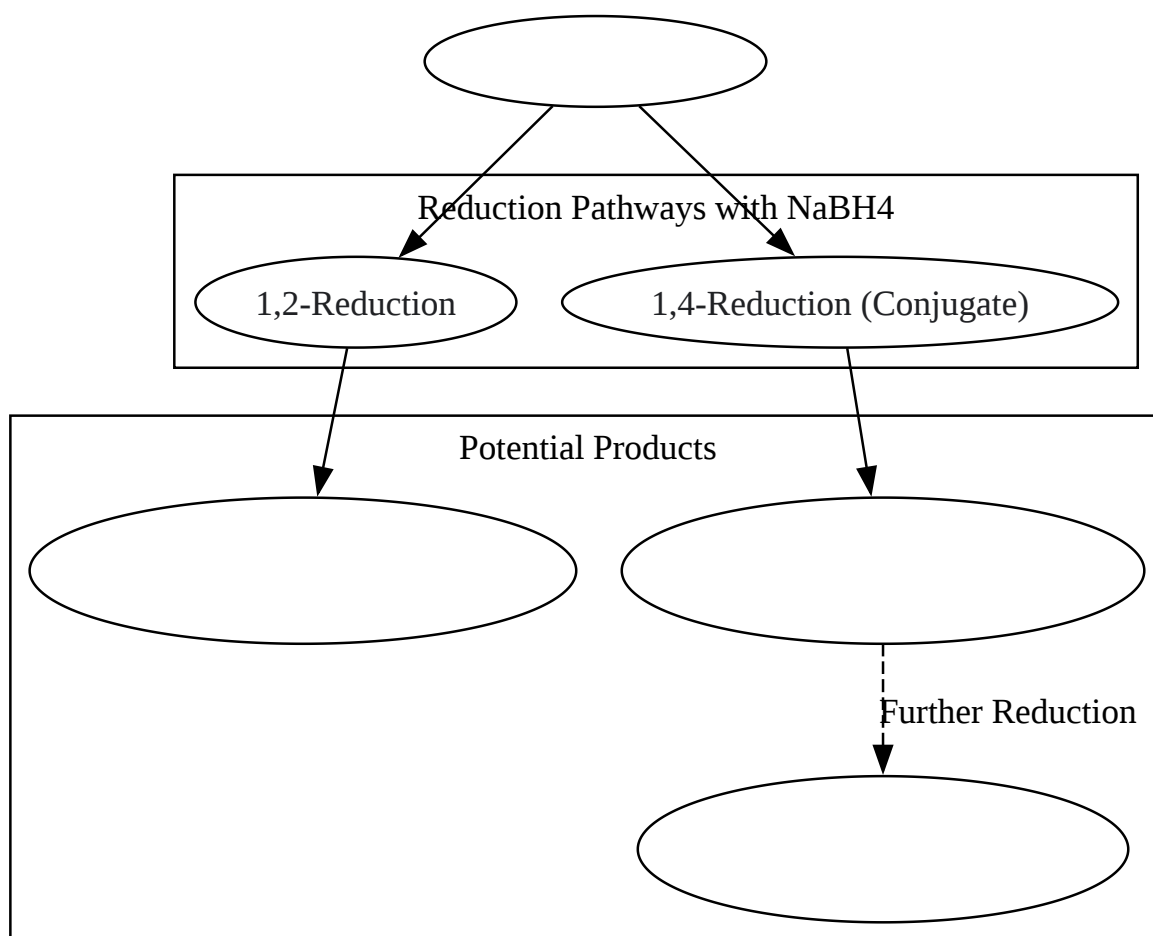 Reduction Pathways with NaBH4
1,2-Reduction
1,4-Reduction (Conjugate)
Potential Products
Further Reduction